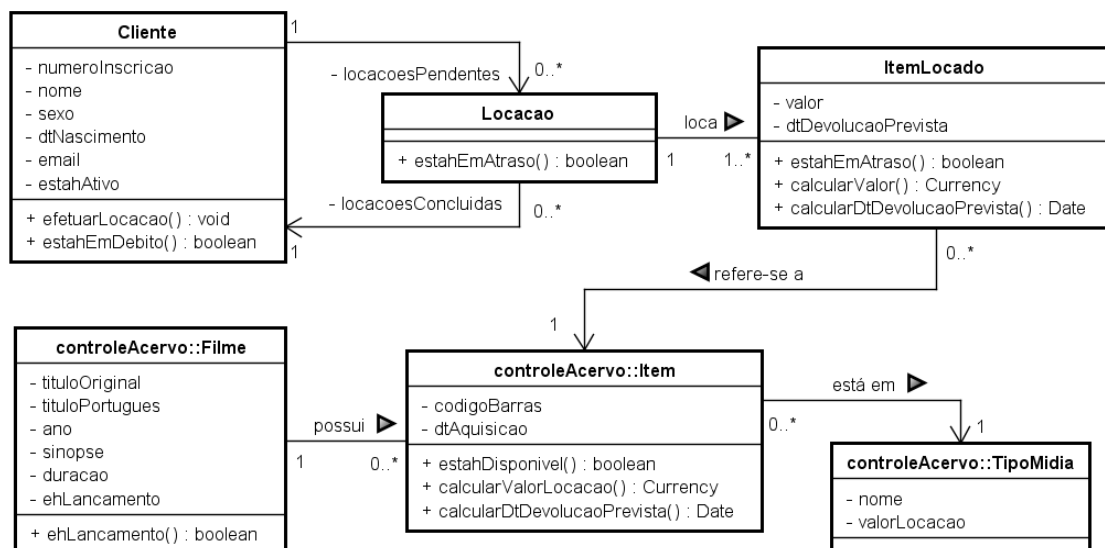 Cliente
- numeroInscricao
- nome
- sexo
- dtNascimento
- email
- estahAtivo
+ efetuarLocacao() : void
+ estahEmDebito() : boolean
1
- locacoesPendentes
0..*
Locacao
+ estahEmAtraso() : boolean
- locacoesConcluidas
0..*
1
loca
1
1..*
ItemLocado
- valor
- dtDevolucaoPrevista
+ estahEmAtraso() : boolean
+ calcularValor() : Currency
+ calcularDtDevolucaoPrevista() : Date
0..*
refere-se a
1
controleAcervo::Filme
- tituloOriginal
- tituloPortugues
- ano
- sinopse
- duracao
- ehLancamento
+ ehLancamento() : boolean
possui
1
0..*
controleAcervo::Item
- codigoBarras
- dtAquisicao
+ estahDisponivel() : boolean
+ calcularValorLocacao() : Currency
+ calcularDtDevolucaoPrevista() : Date
está em
0..*
1
controleAcervo::TipoMidia
- nome
- valorLocacao